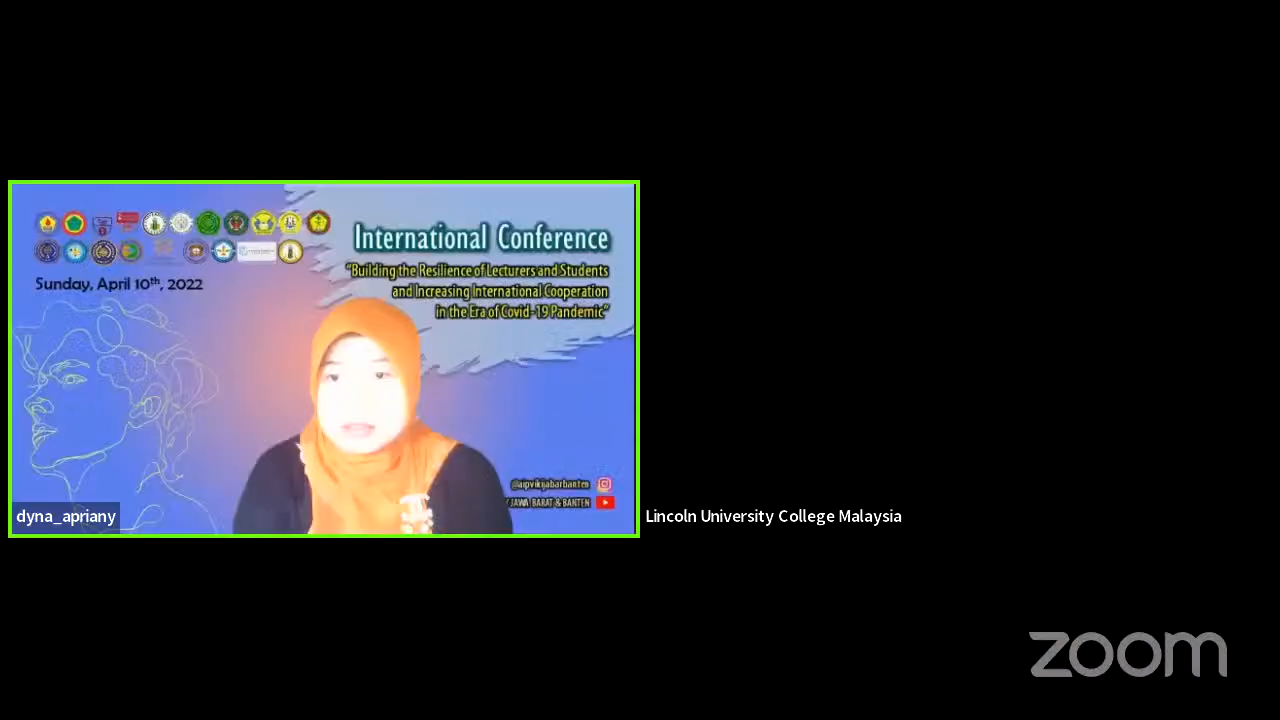 International Conference
"Building the Resilience of Lecturers and Students
and Increasing International Cooperation
in the Era of Covid-19 Pandemic"
Sunday, April 10th, 2022
@aipvikijabarbanten
JAWA BARAT & BANTEN
dyna_apriany
Lincoln University College Malaysia
zoom